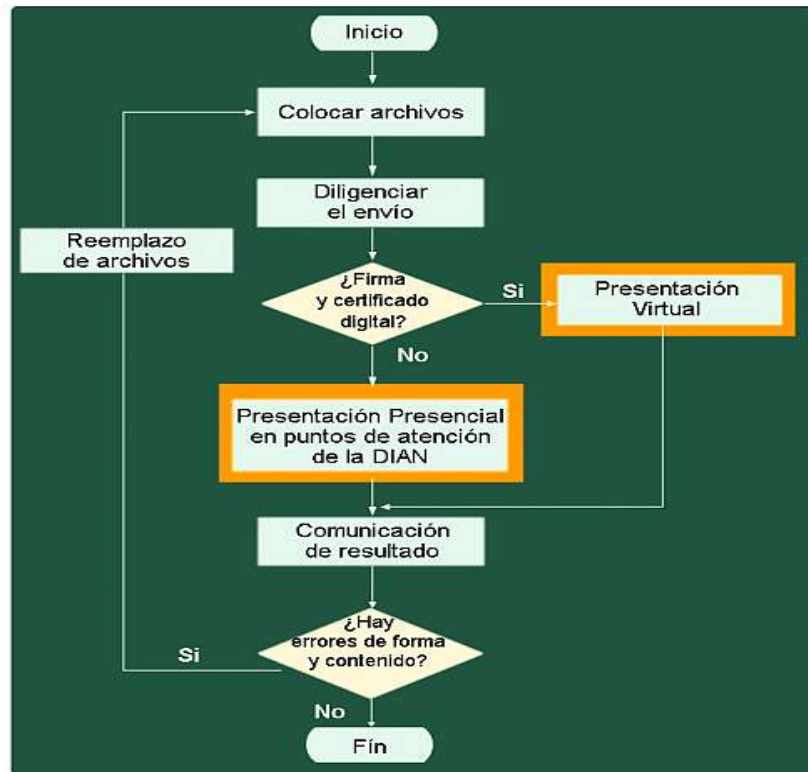 Inicio
Colocar archivos
Diligenciar
el envío
Reemplazo
de archivos
¿Firma
y certificado
digital?
Si
Presentación
Virtual
No
Presentación Presencial
en puntos de atención
de la DIAN
Comunicación
de resultado
¿Hay
errores de forma
y contenido?
Si
No
Fín